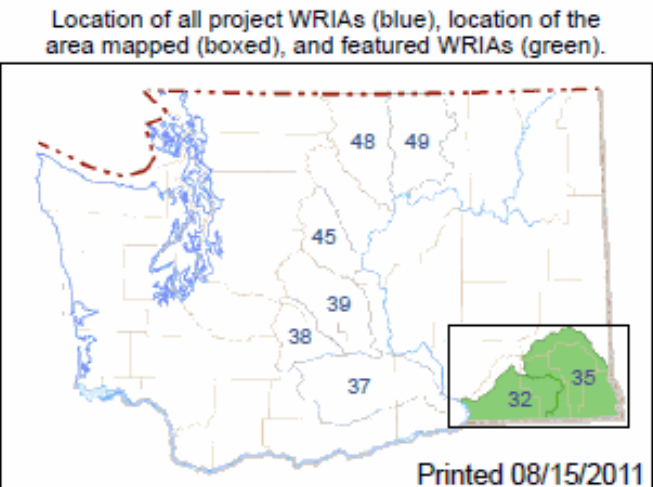 Location of all project WRIAs (blue), location of the
area mapped (boxed), and featured WRIAs (green).
48
49
45
39
38
37
35
32
Printed 08/15/2011